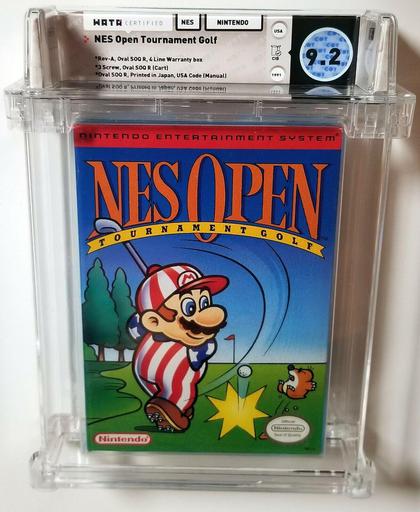 WATA CERTIFIED NES NINTENDO
NES Open Tournament Golf
USA
*Rev-A, Oval SOQ R, 4 Line Warranty box
*3 Screw, Oval SOQ R (Cart)
*Oval SOQ R, Printed in Japan, USA Code (Manual)
CIB
1991
9.2
NINTENDO ENTERTAINMENT SYSTEM®
NES OPEN
TOURNAMENT GOLF
M
Nintendo
Official
Nintendo
Seal of Quality